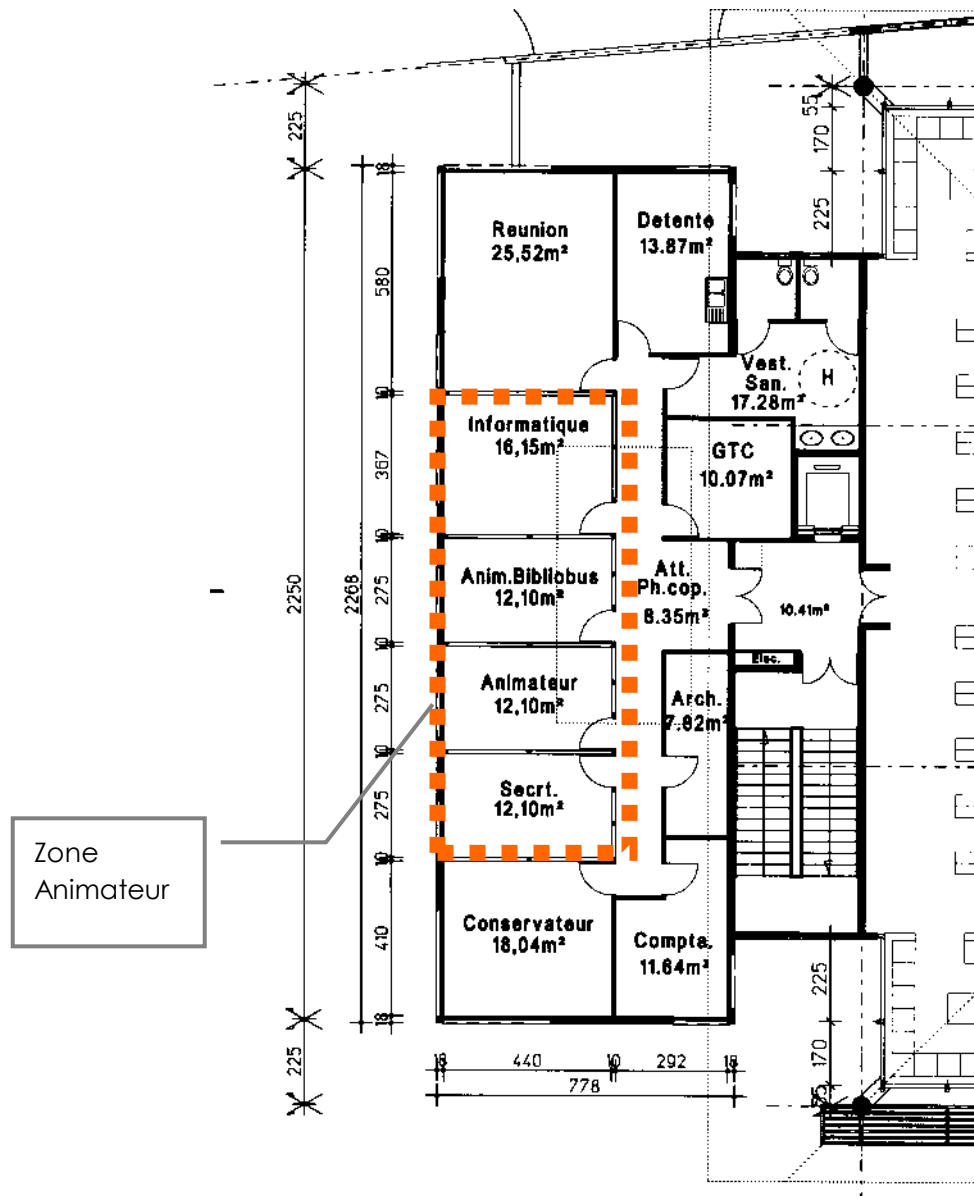 55
170
225
225
18
Reunion
25,52m²
Detente
13.87m²
580
Vest.
San.
17.28m²
H
10
Informatique
16,15m²
GTC
10.07m²
367
10
Anim.Bibliobus
12,10m²
Att.
Ph.cop.
8.35m²
10.41m²
2250
2268
275
10
Elec.
Animateur
12,10m²
Arch.
7.82m²
275
10
Secrt.
12,10m²
275
Zone
Animateur
10
Conservateur
18,04m²
Compta.
11.64m²
410
225
18
225
170
55
18
440
10
292
18
778